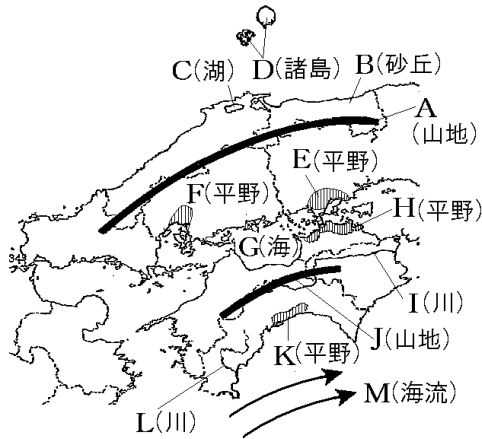 D(諸島)
C(湖)
B(砂丘)
A
(山地)
E(平野)
F(平野)
H(平野)
G(海)
I(川)
J(山地)
K(平野)
M(海流)
L(川)